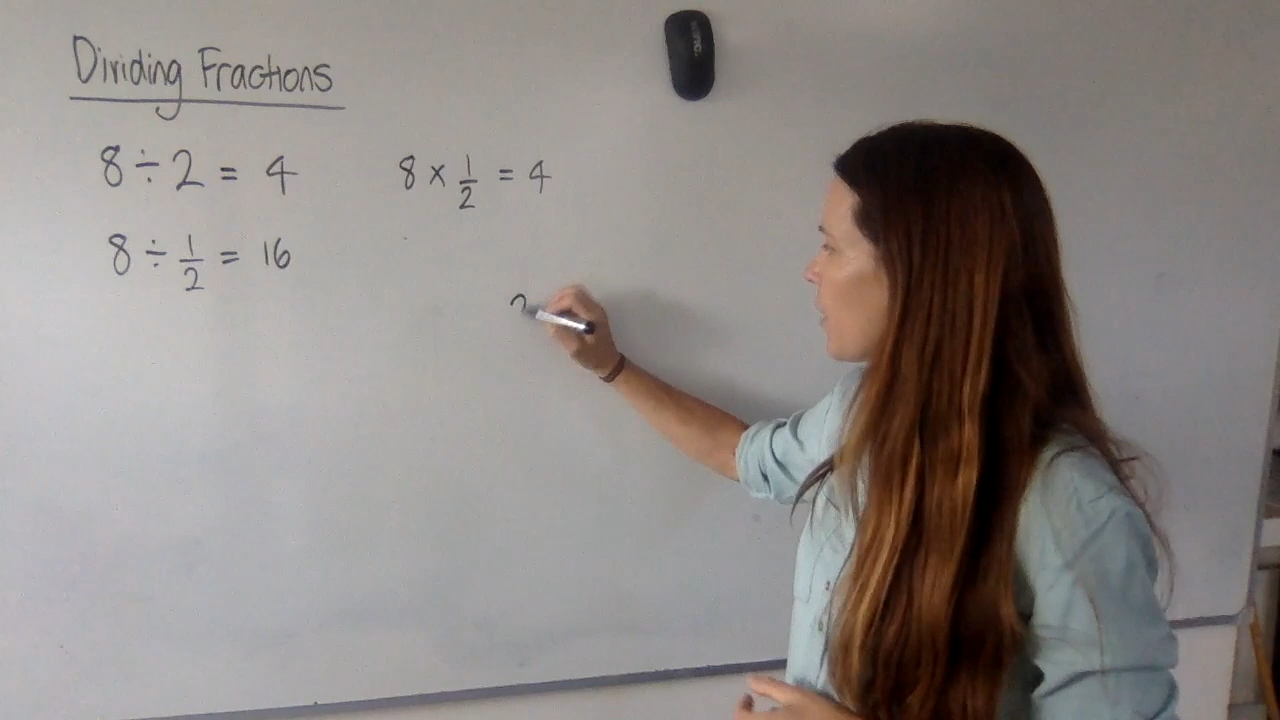 Dividing Fractions
8 ÷ 2 = 4
8 × 1/2 = 4
8 ÷ 1/2 = 16